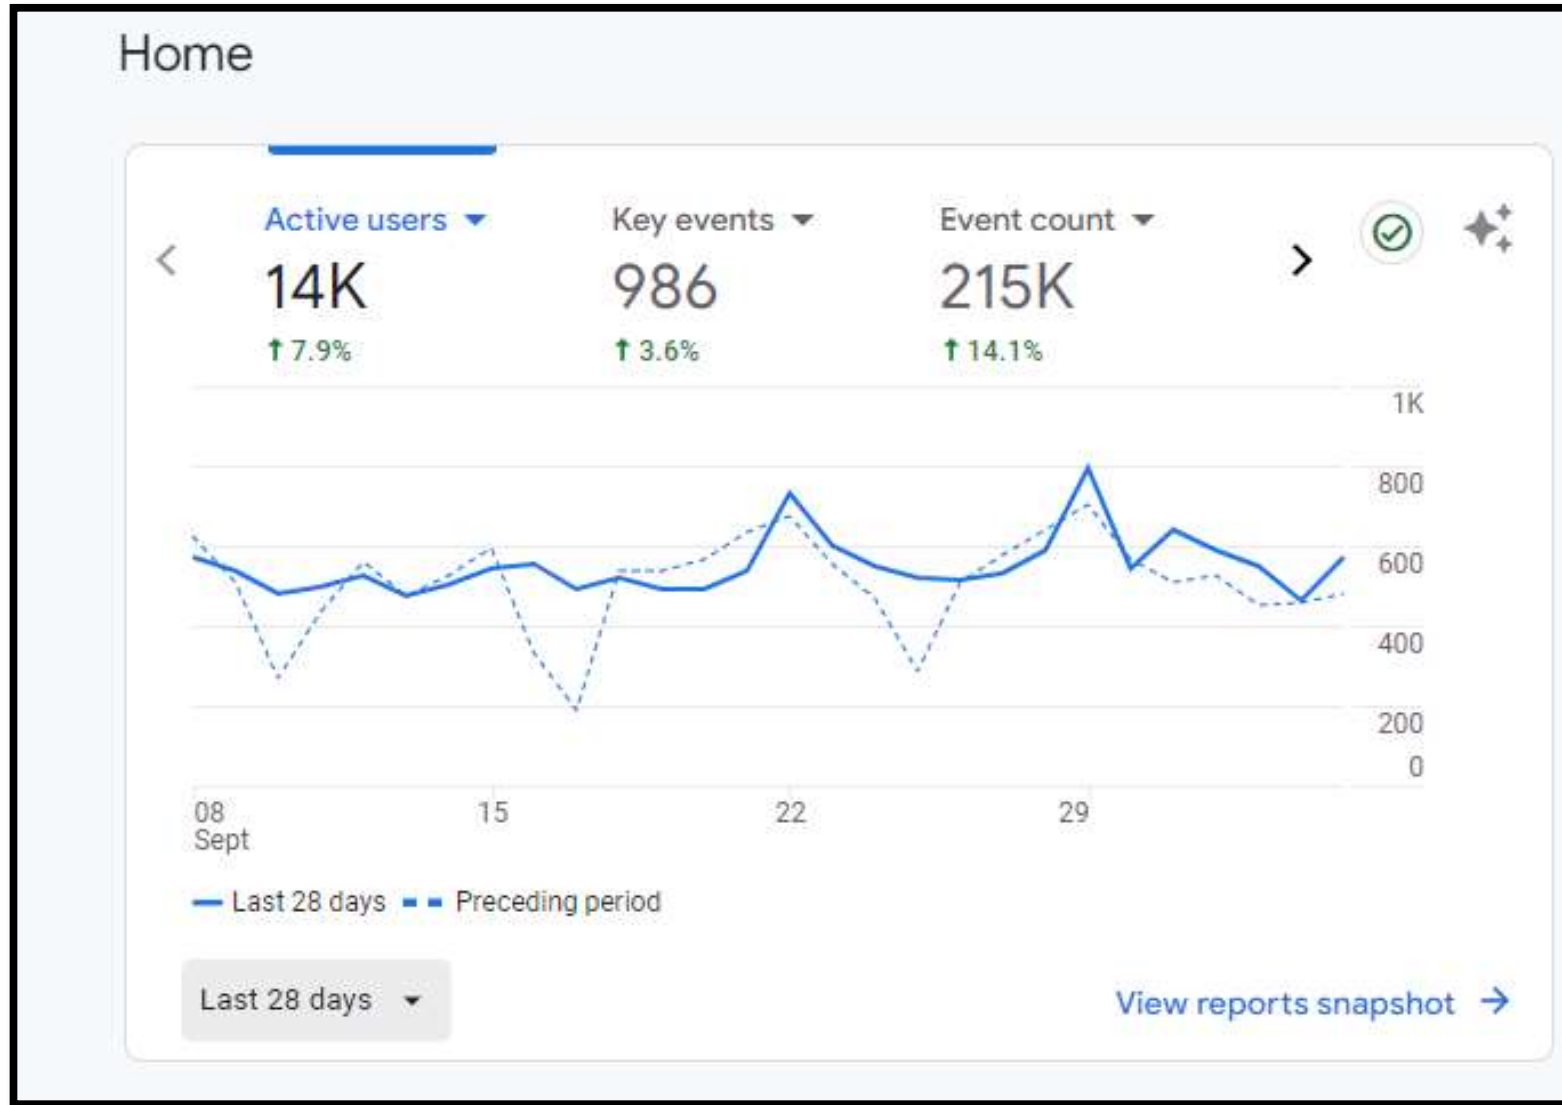 Home
Active users
Key events
Event count
14K
986
215K
↑ 7.9%
↑ 3.6%
↑ 14.1%
1K
800
600
400
200
0
08
Sept
15
22
29
Last 28 days
Preceding period
Last 28 days
View reports snapshot →